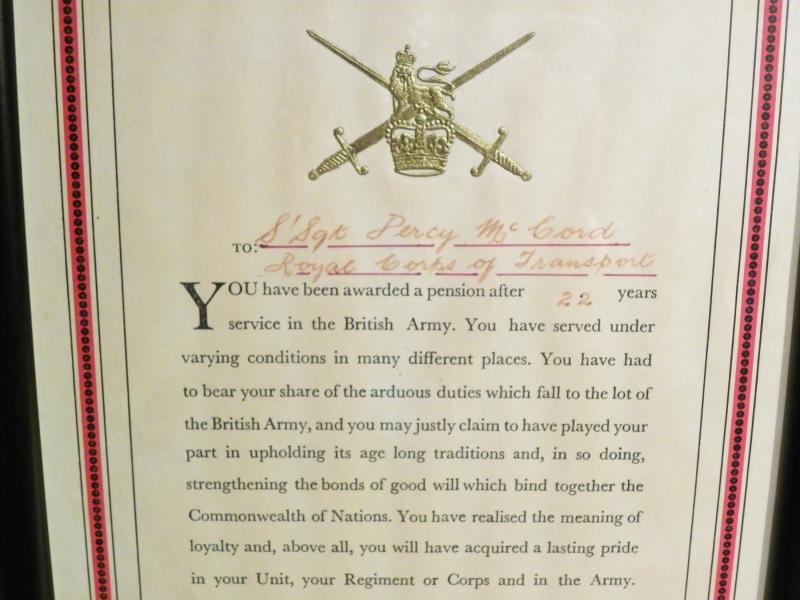 TO: S'Sgt Percy Mc Cord
Royal Corps of Transport
YOU have been awarded a pension after 22 years
service in the British Army. You have served under
varying conditions in many different places. You have had
to bear your share of the arduous duties which fall to the lot of
the British Army, and you may justly claim to have played your
part in upholding its age long traditions and, in so doing,
strengthening the bonds of good will which bind together the
Commonwealth of Nations. You have realised the meaning of
loyalty and, above all, you will have acquired a lasting pride
in your Unit, your Regiment or Corps and in the Army.